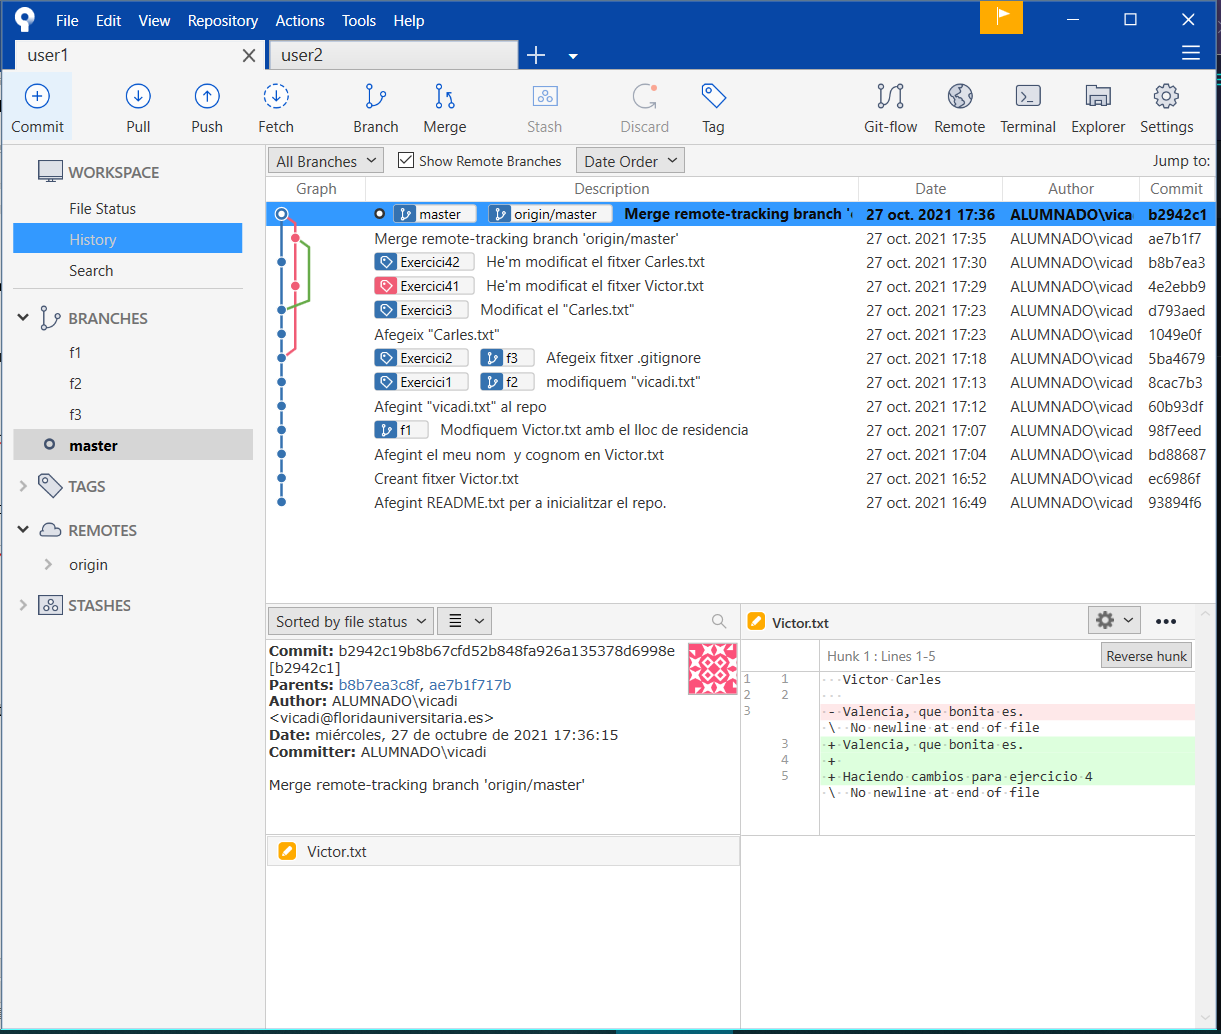 File Edit View Repository Actions Tools Help
user1 user2
Commit Pull Push Fetch Branch Merge Stash Discard Tag Git-flow Remote Terminal Explorer Settings
WORKSPACE
File Status
History
Search
BRANCHES
f1
f2
f3
master
TAGS
REMOTES
origin
STASHES
All Branches Show Remote Branches Date Order Jump to:
Graph Description Date Author Commit
master origin/master Merge remote-tracking branch 'o 27 oct. 2021 17:36 ALUMNADO\vicad b2942c1
Merge remote-tracking branch 'origin/master' 27 oct. 2021 17:35 ALUMNADO\vicad ae7b1f7
Exercici42 He'm modificat el fitxer Carles.txt 27 oct. 2021 17:30 ALUMNADO\vicad b8b7ea3
Exercici41 He'm modificat el fitxer Victor.txt 27 oct. 2021 17:29 ALUMNADO\vicad 4e2ebb9
Exercici3 Modificat el "Carles.txt" 27 oct. 2021 17:23 ALUMNADO\vicad d793aed
Afegeix "Carles.txt" 27 oct. 2021 17:23 ALUMNADO\vicad 1049e0f
Exercici2 f3 Afegeix fitxer .gitignore 27 oct. 2021 17:18 ALUMNADO\vicad 5ba4679
Exercici1 f2 modifiquem "vicadi.txt" 27 oct. 2021 17:13 ALUMNADO\vicad 8cac7b3
Afegint "vicadi.txt" al repo 27 oct. 2021 17:12 ALUMNADO\vicad 60b93df
f1 Modfiquem Victor.txt amb el lloc de residencia 27 oct. 2021 17:07 ALUMNADO\vicad 98f7eed
Afegint el meu nom y cognom en Victor.txt 27 oct. 2021 17:04 ALUMNADO\vicad bd88687
Creant fitxer Victor.txt 27 oct. 2021 16:52 ALUMNADO\vicad ec6986f
Afegint README.txt per a inicialitzar el repo. 27 oct. 2021 16:49 ALUMNADO\vicad 93894f6
Sorted by file status
Commit: b2942c19b8b67cfd52b848fa926a135378d6998e
[b2942c1]
Parents: b8b7ea3c8f, ae7b1f717b
Author: ALUMNADO\vicadi
<vicadi@floridauniversitaria.es>
Date: miércoles, 27 de octubre de 2021 17:36:15
Committer: ALUMNADO\vicadi
Merge remote-tracking branch 'origin/master'
Victor.txt
Victor.txt
Hunk 1 : Lines 1-5 Reverse hunk
1 1 Victor Carles
2 2
3 - Valencia, que bonita es.
\ No newline at end of file
3 + Valencia, que bonita es.
4 +
5 + Haciendo cambios para ejercicio 4
\ No newline at end of file